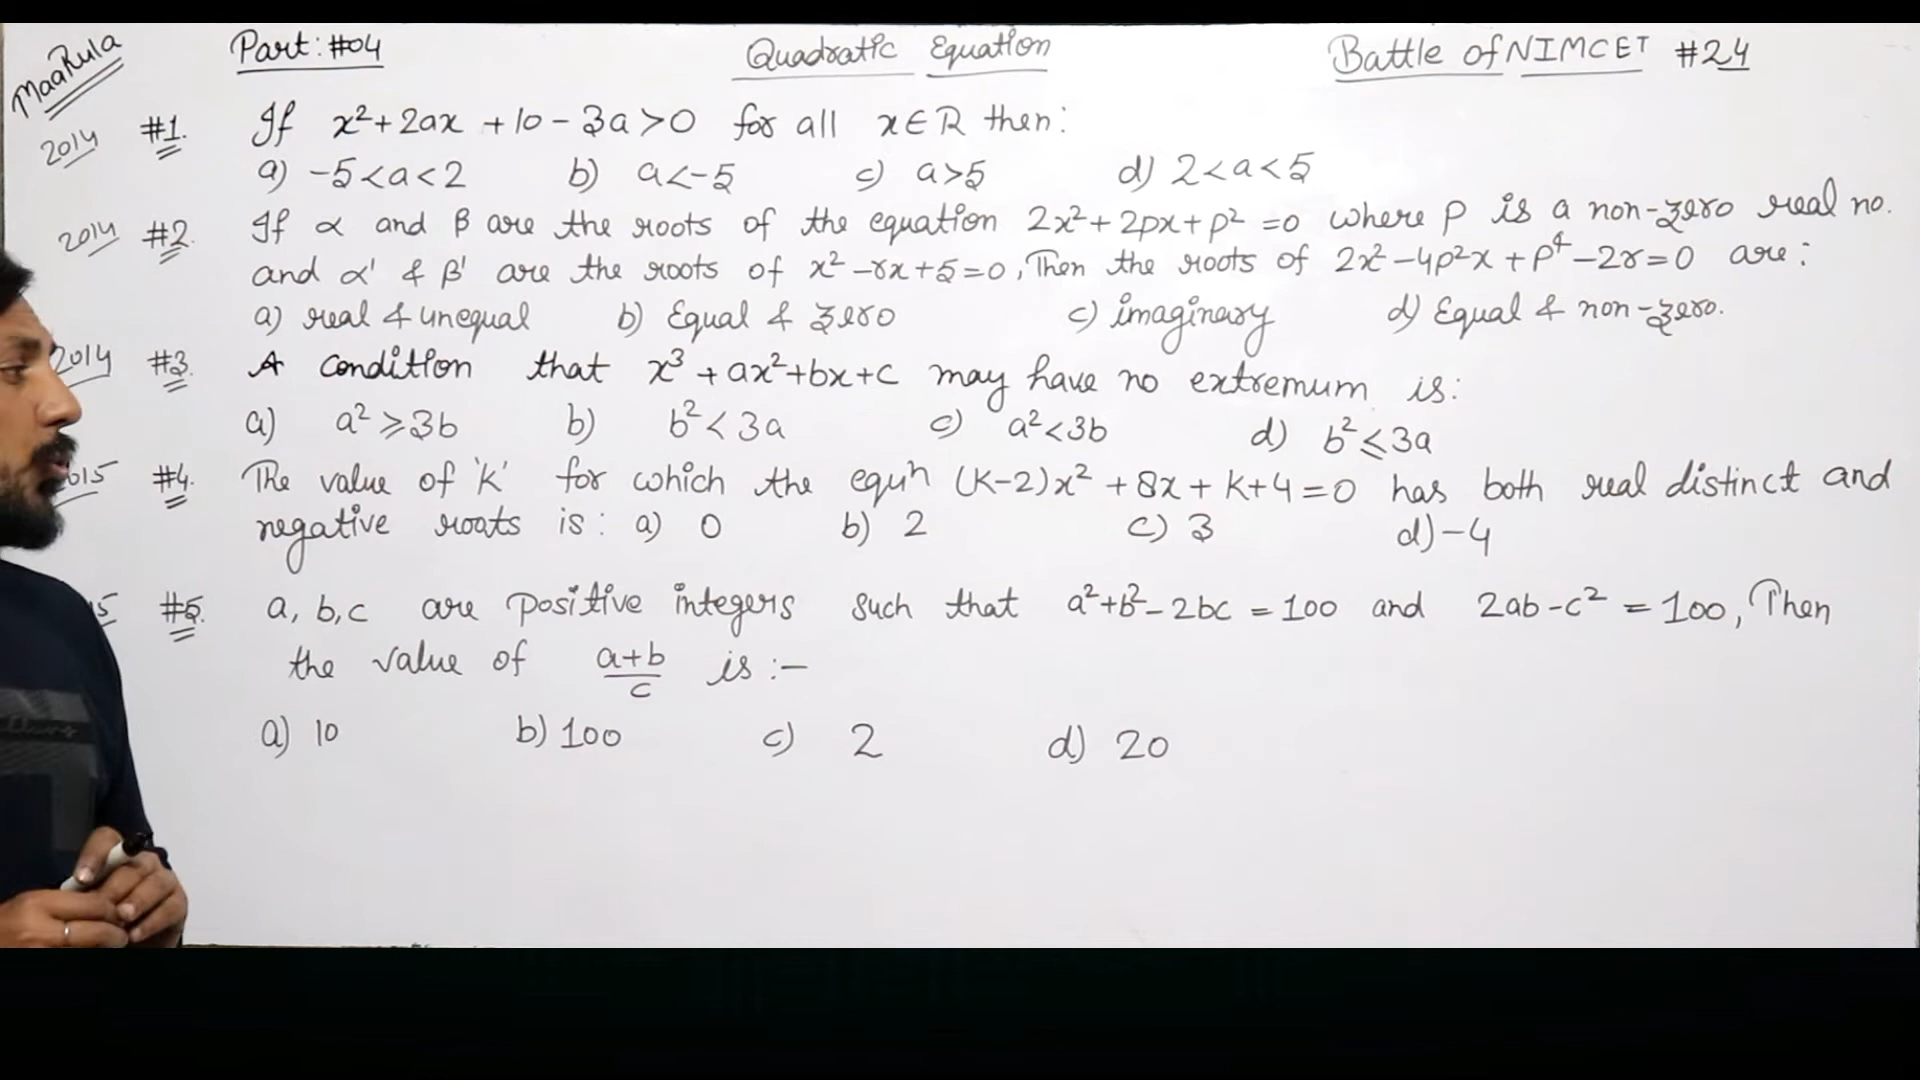 MaaRula
Part: #04 Quadratic Equation Battle of NIMCET #24
2014 #1. If x²+2ax+10-3a>0 for all x∈R then:
a) -5<a<2 b) a<-5 c) a>5 d) 2<a<5
2014 #2. If α and β are the roots of the equation 2x²+2px+p²=0 where p is a non-zero real no.
and α' & β' are the roots of x²-rx+s=0, Then the roots of 2x²-4p²x+p⁴-2r=0 are:
a) real & unequal b) Equal & zero c) imaginary d) Equal & non-zero.
2014 #3. A condition that x³+ax²+bx+c may have no extremum is:
a) a²≥3b b) b²<3a c) a²<3b d) b²≤3a
015 #4. The value of 'K' for which the equⁿ (K-2)x²+8x+K+4=0 has both real distinct and
negative roots is: a) 0 b) 2 c) 3 d) -4
5 #5. a, b, c are positive integers such that a²+b²-2bc=100 and 2ab-c²=100, Then
the value of a+b/c is:-
a) 10 b) 100 c) 2 d) 20